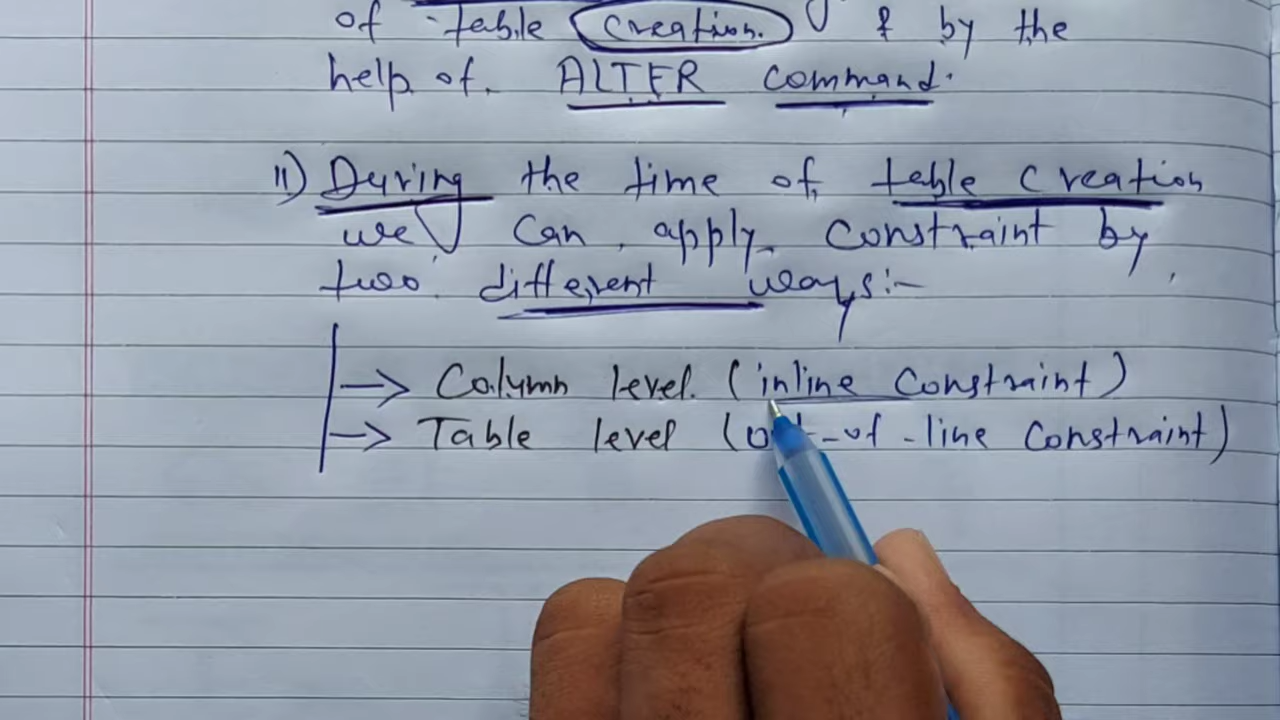 of table creation. & by the
help of. ALTER command.
II) During the time of table creation
we can apply constraint by
two different ways:-
→ Column level (inline Constraint)
→ Table level (out-of-line Constraint)